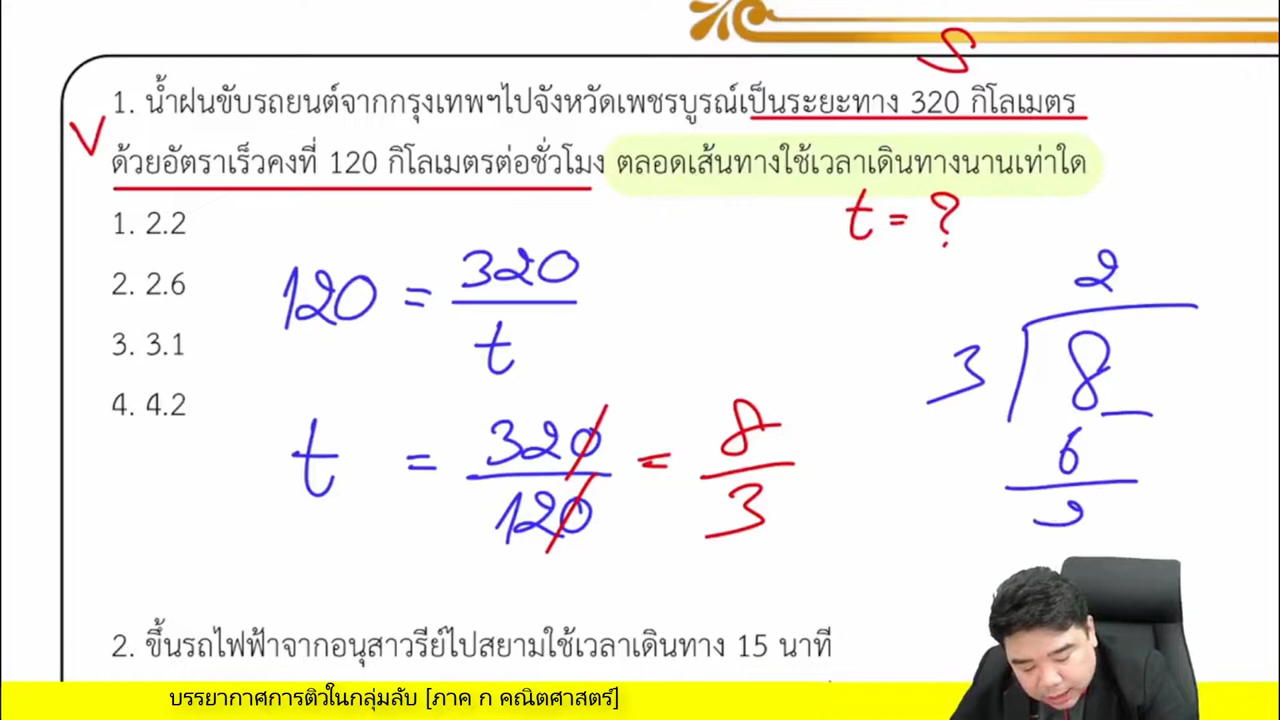 S
1. น้ำฝนขับรถยนต์จากกรุงเทพฯไปจังหวัดเพชรบูรณ์เป็นระยะทาง 320 กิโลเมตร
V
ด้วยอัตราเร็วคงที่ 120 กิโลเมตรต่อชั่วโมง ตลอดเส้นทางใช้เวลาเดินทางนานเท่าใด
t = ?
1. 2.2
2. 2.6
3. 3.1
4. 4.2
120 = 320/t
t = 320/120 = 8/3
2
3 8
6
2
2. ขึ้นรถไฟฟ้าจากอนุสาวรีย์ไปสยามใช้เวลาเดินทาง 15 นาที
บรรยากาศการติวในกลุ่มลับ [ภาค ก คณิตศาสตร์]